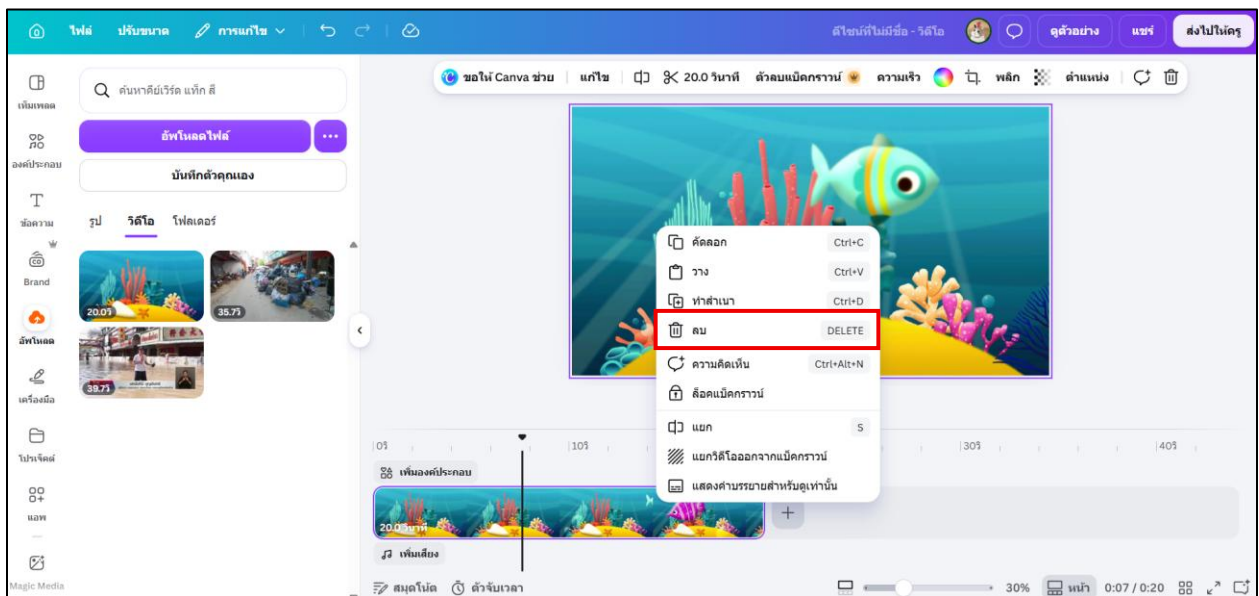 ไฟล์ ปรับขนาด การแก้ไข ดีไซน์ที่ไม่มีชื่อ - วิดีโอ ดูตัวอย่าง แชร์ ส่งไปให้ครู
ขอให้ Canva ช่วย แก้ไข 20.0 วินาที ตัวลบแบ็คกราวน์ ความเร็ว พลิก ตำแหน่ง
ค้นหาคีย์เวิร์ด แท็ก สี
เท็มเพลต
อัพโหลดไฟล์
องค์ประกอบ
บันทึกตัวคุณเอง
ข้อความ
รูป วิดีโอ โฟลเดอร์
Brand
20.0วิ 35.7วิ
อัพโหลด
39.7วิ
เครื่องมือ
โปรเจ็คต์
แอพ
Magic Media
คัดลอก Ctrl+C
วาง Ctrl+V
ทำสำเนา Ctrl+D
ลบ DELETE
ความคิดเห็น Ctrl+Alt+N
ล็อคแบ็คกราวน์
แยก S
แยกวิดีโอออกจากแบ็คกราวน์
แสดงคำบรรยายสำหรับดูเท่านั้น
0วิ 10วิ 30วิ 40วิ
เพิ่มองค์ประกอบ
20.0วินาที
เพิ่มเสียง
สมุดโน้ต ตัวจับเวลา 30% หน้า 0:07 / 0:20